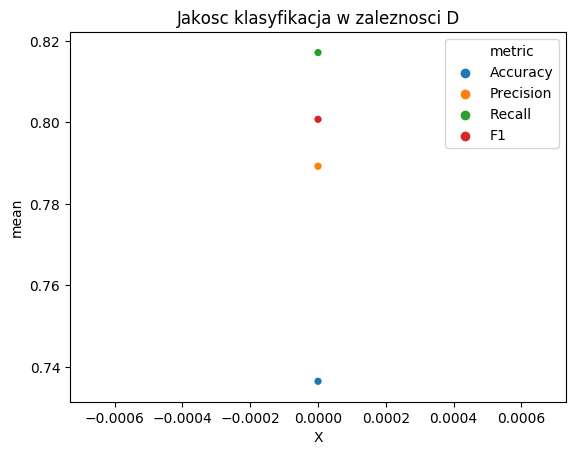 Jakosc klasyfikacja w zaleznosci D
0.82
0.80
0.78
0.76
0.74
mean
metric
Accuracy
Precision
Recall
F1
−0.0006 −0.0004 −0.0002 0.0000 0.0002 0.0004 0.0006
X